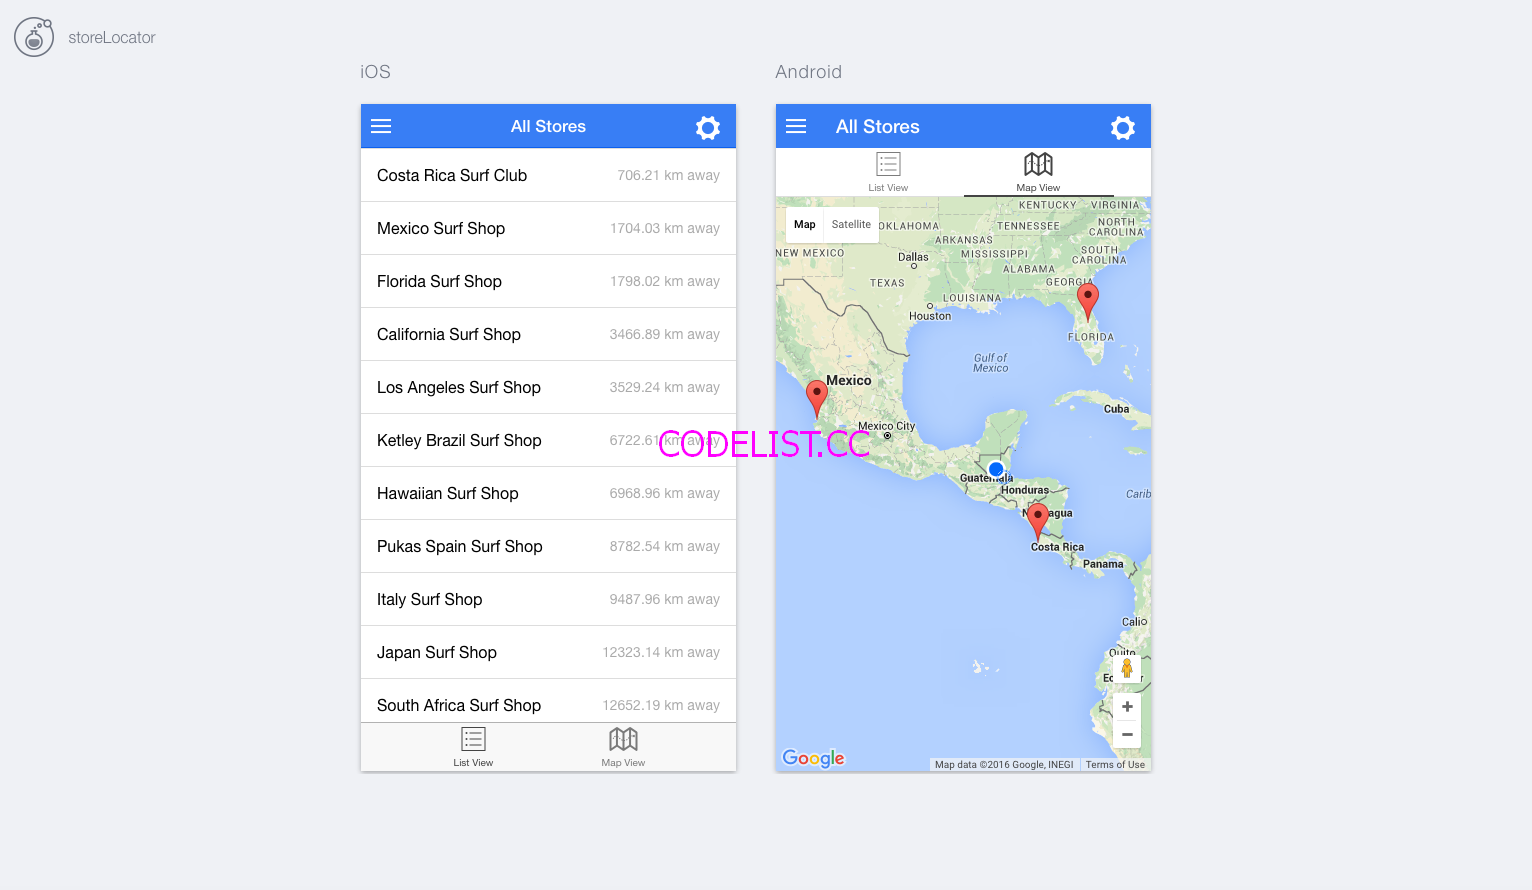 storeLocator
iOS
All Stores
Costa Rica Surf Club 706.21 km away
Mexico Surf Shop 1704.03 km away
Florida Surf Shop 1798.02 km away
California Surf Shop 3466.89 km away
Los Angeles Surf Shop 3529.24 km away
Ketley Brazil Surf Shop 6722.61 km away
Hawaiian Surf Shop 6968.96 km away
Pukas Spain Surf Shop 8782.54 km away
Italy Surf Shop 9487.96 km away
Japan Surf Shop 12323.14 km away
South Africa Surf Shop 12652.19 km away
List View Map View
CODELIST.CC
Android
All Stores
List View Map View
Map Satellite
KENTUCKY VIRGINIA
OKLAHOMA TENNESSEE NORTH
CAROLINA
ARKANSAS
NEW MEXICO MISSISSIPPI SOUTH
CAROLINA
Dallas
ALABAMA
TEXAS GEORGIA
LOUISIANA
Houston
FLORIDA
Gulf of
Mexico
Mexico
Cuba
Mexico City
Guatemala
Honduras
Carib
Costa Rica
Panama
Cali
Quito
Google
Map data ©2016 Google, INEGI Terms of Use